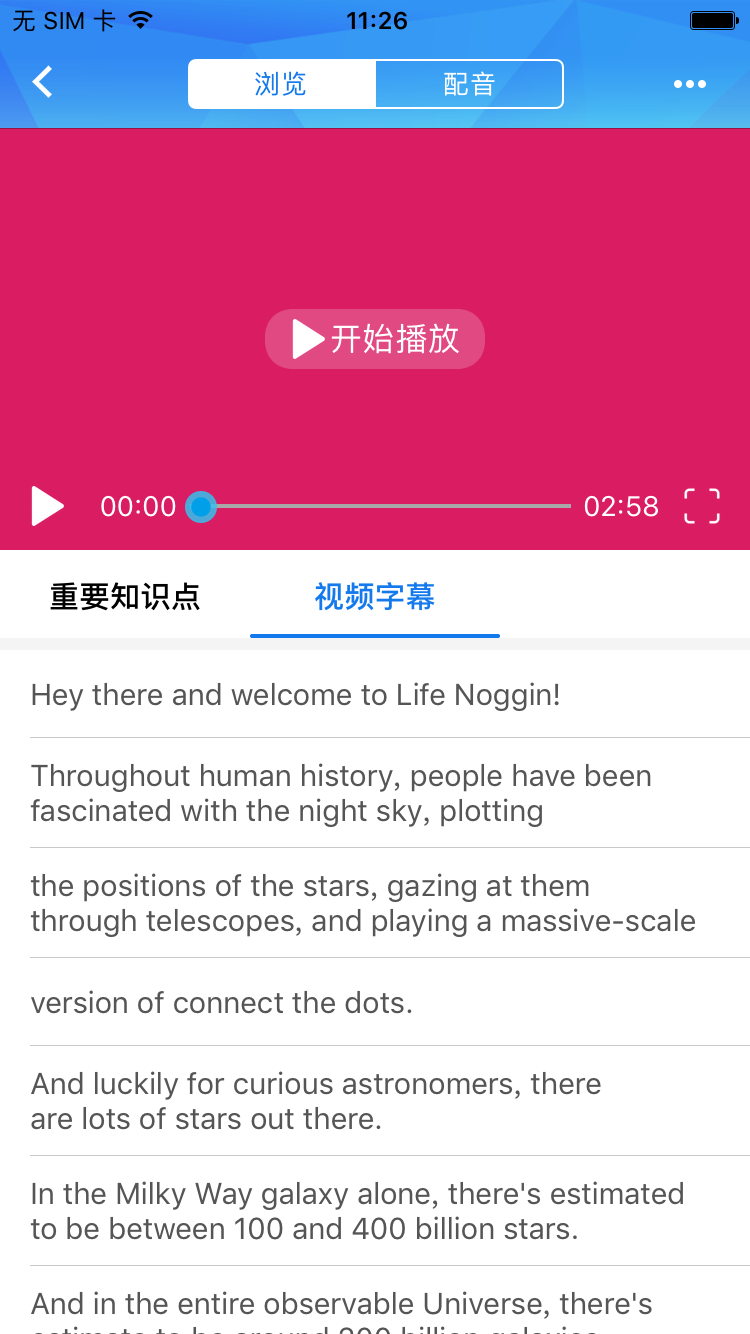 无 SIM 卡 11:26
浏览 配音
开始播放
00:00 02:58
重要知识点 视频字幕
Hey there and welcome to Life Noggin!
Throughout human history, people have been
fascinated with the night sky, plotting
the positions of the stars, gazing at them
through telescopes, and playing a massive-scale
version of connect the dots.
And luckily for curious astronomers, there
are lots of stars out there.
In the Milky Way galaxy alone, there's estimated
to be between 100 and 400 billion stars.
And in the entire observable Universe, there's